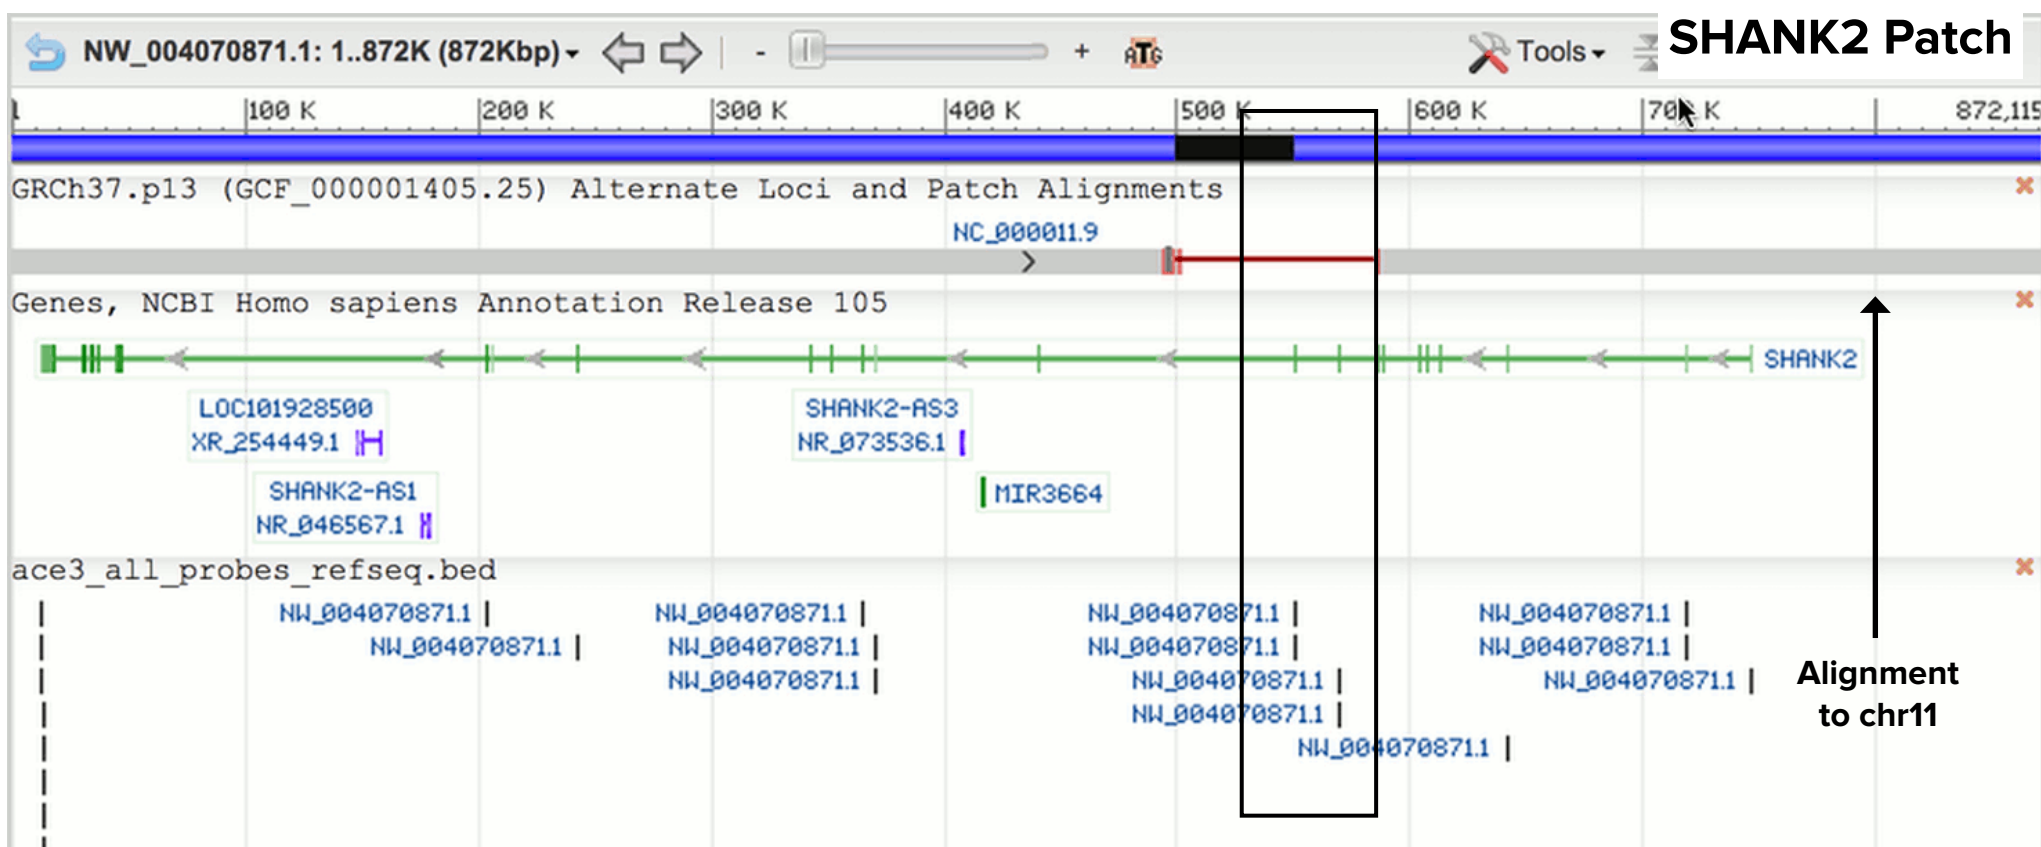 NW_004070871.1: 1..872K (872Kbp)
- + ATG Tools SHANK2 Patch
1 100 K 200 K 300 K 400 K 500 K 600 K 700 K 872,115
GRCh37.p13 (GCF_000001405.25) Alternate Loci and Patch Alignments
NC_000011.9
Genes, NCBI Homo sapiens Annotation Release 105
SHANK2
LOC101928500 SHANK2-AS3
XR_254449.1 NR_073536.1
SHANK2-AS1 MIR3664
NR_046567.1
ace3_all_probes_refseq.bed
NW_004070871.1 NW_004070871.1 NW_004070871.1 NW_004070871.1
NW_004070871.1 NW_004070871.1 NW_004070871.1 NW_004070871.1
NW_004070871.1 NW_004070871.1 NW_004070871.1
NW_004070871.1
NW_004070871.1
Alignment
to chr11